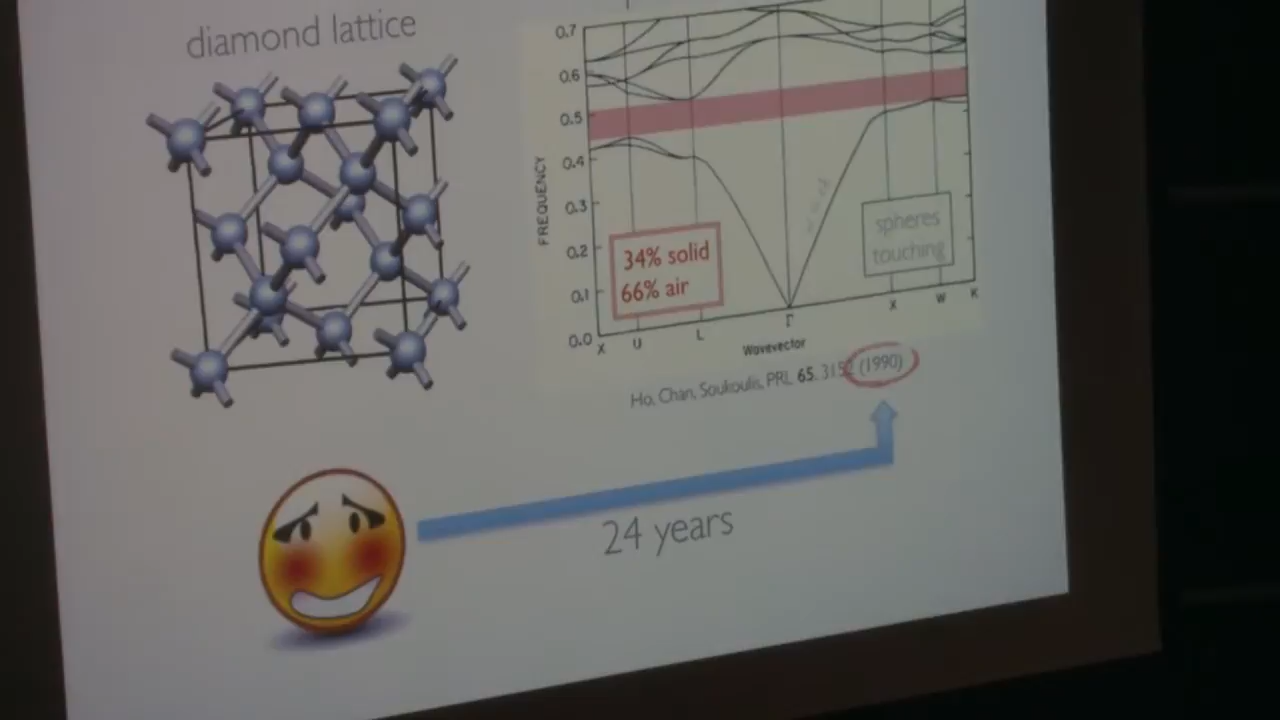 diamond lattice
0.7
0.6
0.5
0.4
0.3
0.2
0.1
0.0
FREQUENCY
34% solid
66% air
spheres
touching
X U L Γ X W K
Wavevector
Ho, Chan, Soukoulis, PRL 65, 3152 (1990)
24 years